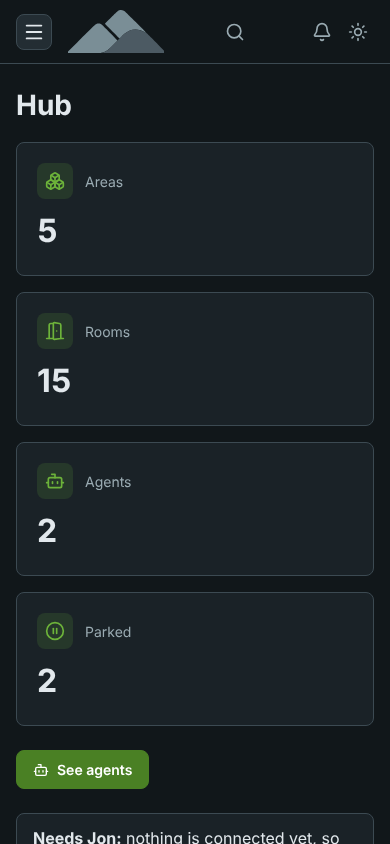 Hub
Areas
5
Rooms
15
Agents
2
Parked
2
See agents
Needs Jon: nothing is connected yet, so